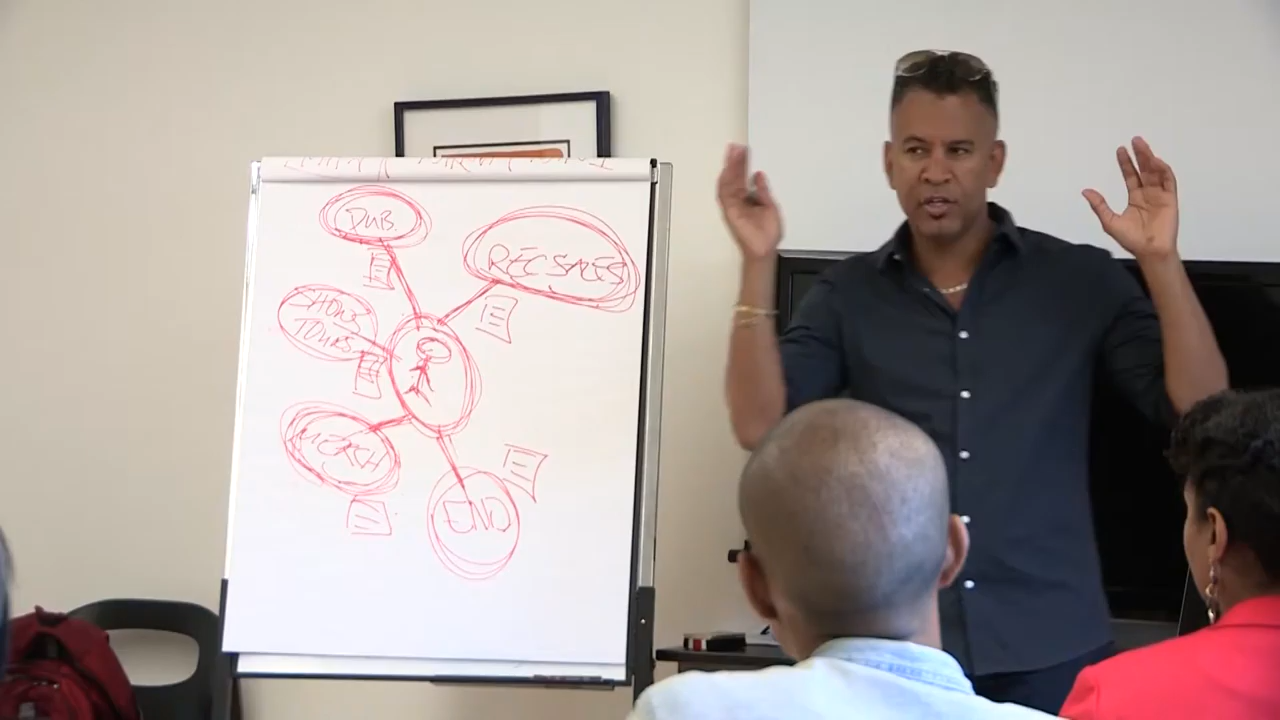 PUB.
REC SALES
SHOWS
TOURS
MERCH
END